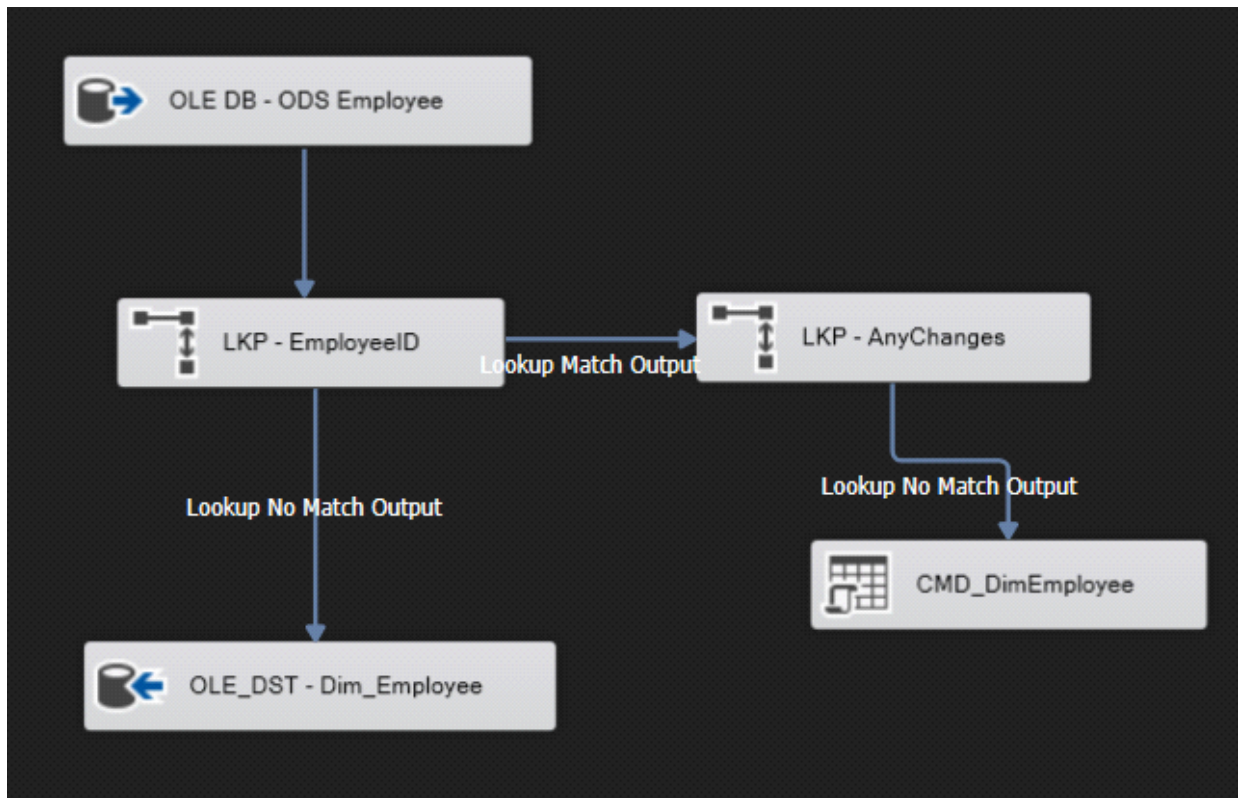 OLE DB - ODS Employee
LKP - EmployeeID
Lookup Match Output
LKP - AnyChanges
Lookup No Match Output
Lookup No Match Output
CMD_DimEmployee
OLE_DST - Dim_Employee